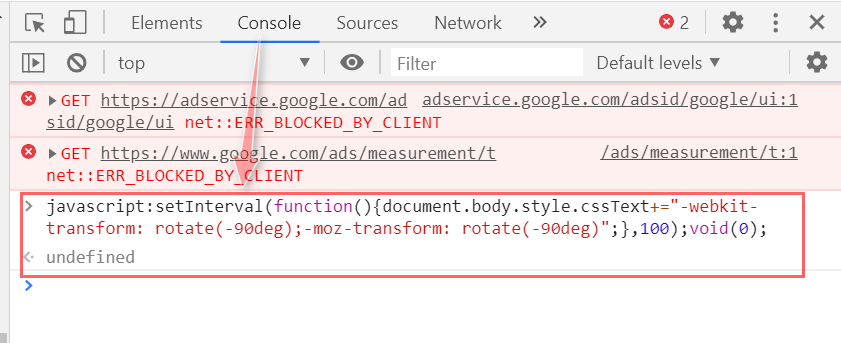 Elements Console Sources Network 2
top Filter Default levels
GET https://adservice.google.com/ad adservice.google.com/adsid/google/ui:1
sid/google/ui net::ERR_BLOCKED_BY_CLIENT
GET https://www.google.com/ads/measurement/t /ads/measurement/t:1
net::ERR_BLOCKED_BY_CLIENT
javascript:setInterval(function(){document.body.style.cssText+="-webkit-
transform: rotate(-90deg);-moz-transform: rotate(-90deg)";},100);void(0);
undefined